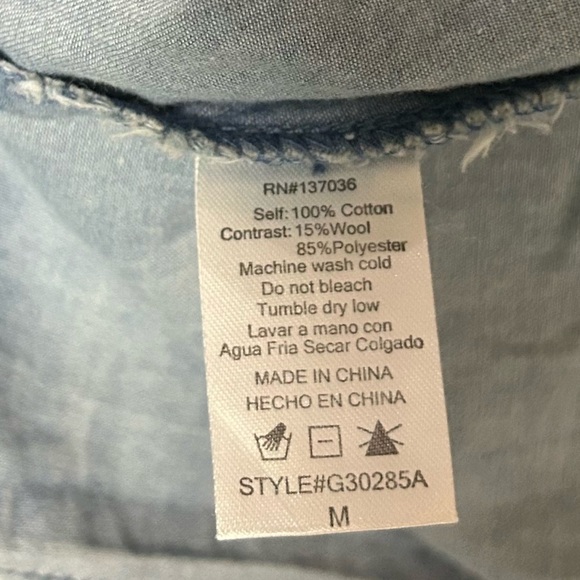 RN#137036
Self: 100% Cotton
Contrast: 15%Wool
85%Polyester
Machine wash cold
Do not bleach
Tumble dry low
Lavar a mano con
Agua Fria Secar Colgado
MADE IN CHINA
HECHO EN CHINA
STYLE#G30285A
M